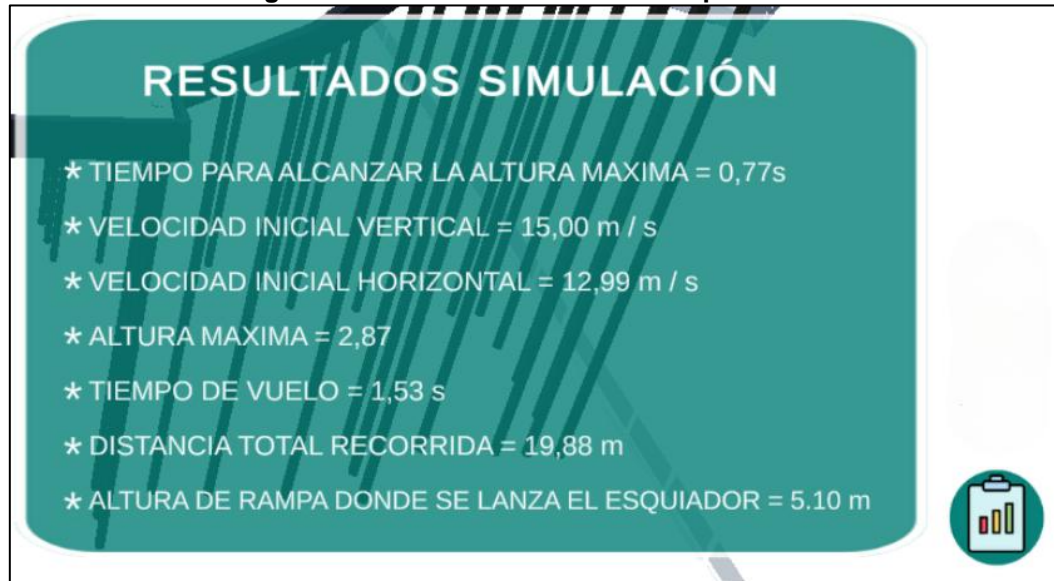 RESULTADOS SIMULACIÓN
* TIEMPO PARA ALCANZAR LA ALTURA MAXIMA = 0,77s
* VELOCIDAD INICIAL VERTICAL = 15,00 m / s
* VELOCIDAD INICIAL HORIZONTAL = 12,99 m / s
* ALTURA MAXIMA = 2,87
* TIEMPO DE VUELO = 1,53 s
* DISTANCIA TOTAL RECORRIDA = 19,88 m
* ALTURA DE RAMPA DONDE SE LANZA EL ESQUIADOR = 5.10 m